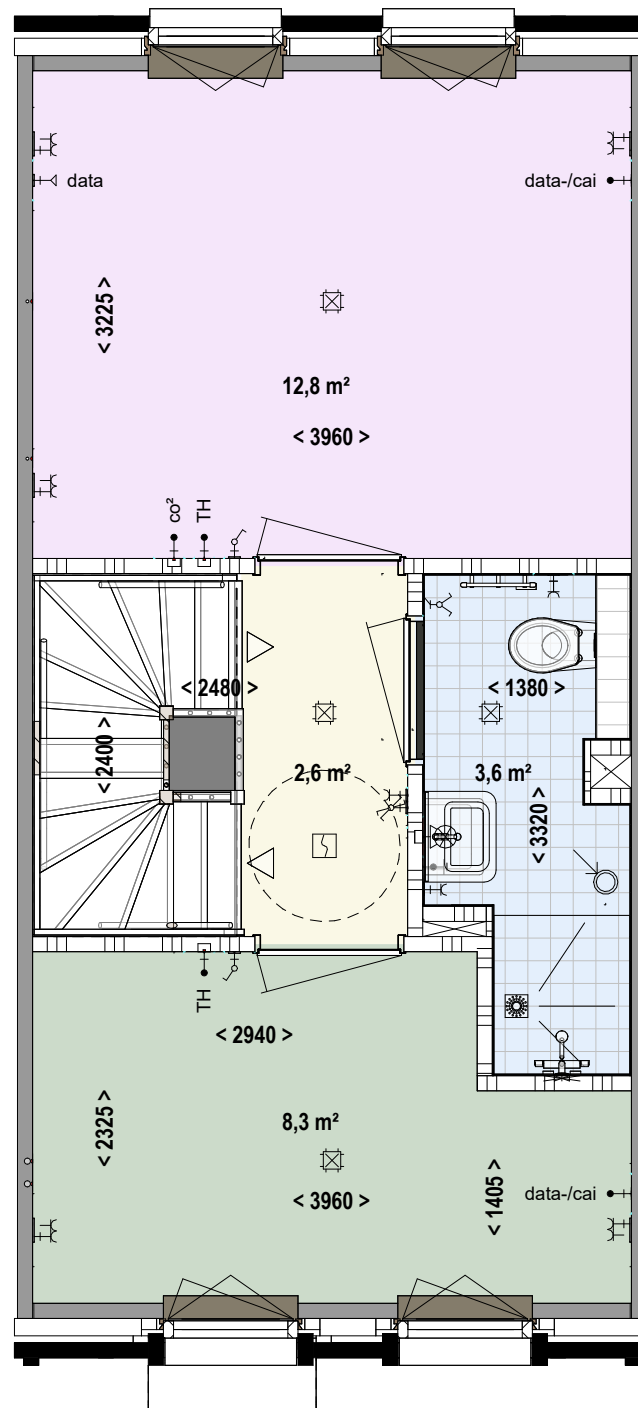 data
data-/cai
< 3225 >
12,8 m²
< 3960 >
co²
TH
< 2480 >
< 1380 >
< 2400 >
2,6 m²
3,6 m²
< 3320 >
TH
< 2940 >
< 2325 >
8,3 m²
< 3960 >
< 1405 >
data-/cai